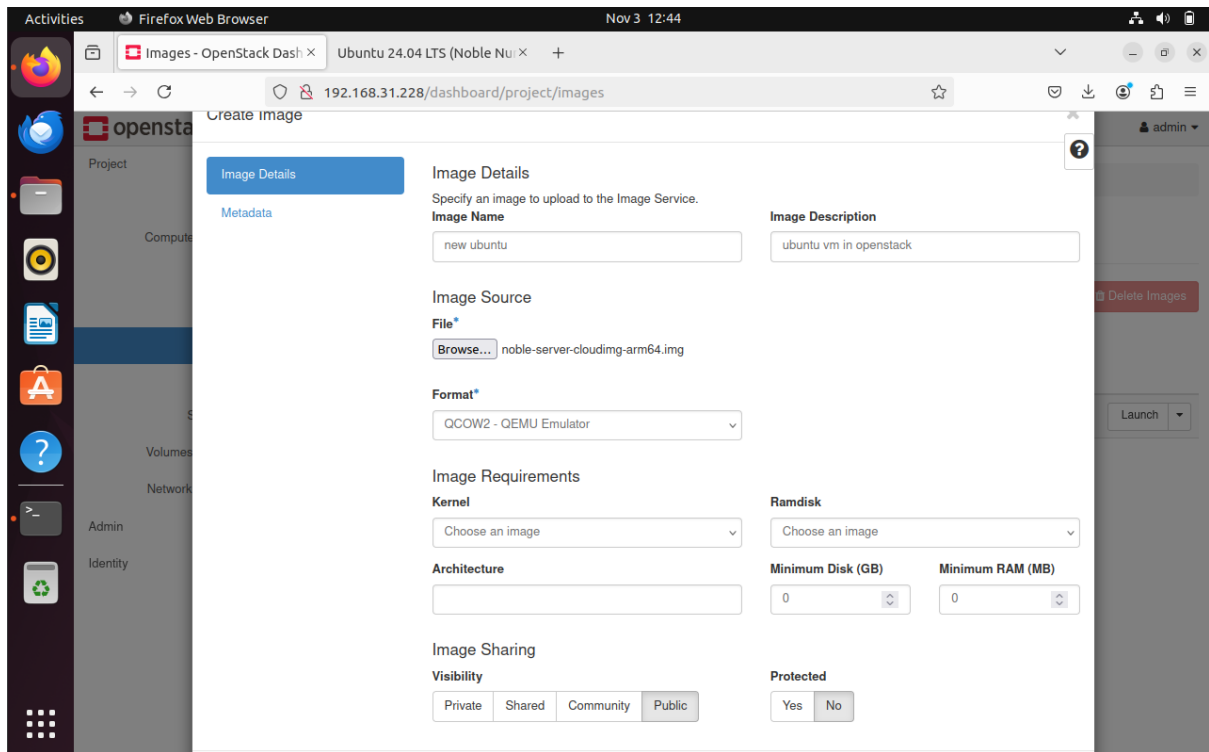 Activities Firefox Web Browser Nov 3 12:44
Images - OpenStack Dash × Ubuntu 24.04 LTS (Noble Nu × +
192.168.31.228/dashboard/project/images
Create Image ×
opensta admin
Project
Image Details
Metadata
Image Details
Specify an image to upload to the Image Service.
Image Name Image Description
new ubuntu ubuntu vm in openstack
Compute
Image Source
Delete Images
File*
Browse... noble-server-cloudimg-arm64.img
Format*
QCOW2 - QEMU Emulator
S
Launch
Volumes
Image Requirements
Network
Kernel Ramdisk
Choose an image Choose an image
Admin
Identity
Architecture Minimum Disk (GB) Minimum RAM (MB)
0 0
Image Sharing
Visibility Protected
Private Shared Community Public Yes No